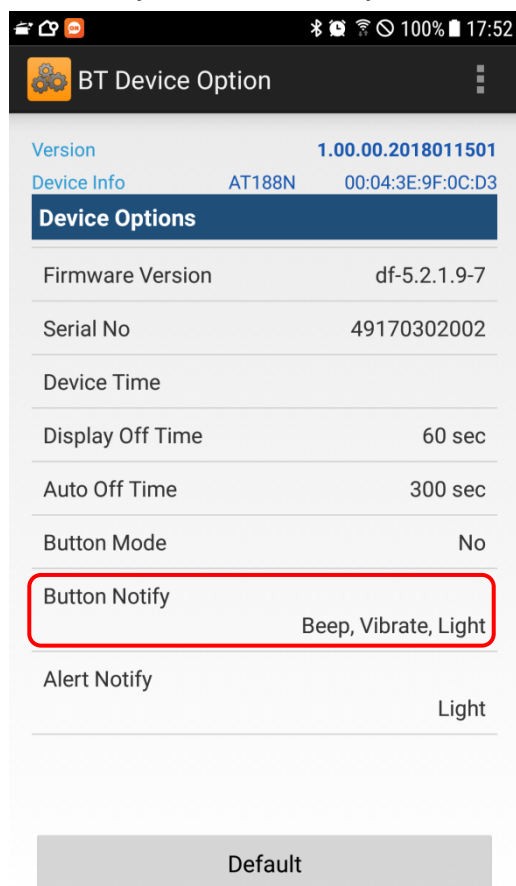 ON
100% 17:52
BT Device Option
Version 1.00.00.2018011501
Device Info AT188N 00:04:3E:9F:0C:D3
Device Options
Firmware Version df-5.2.1.9-7
Serial No 49170302002
Device Time
Display Off Time 60 sec
Auto Off Time 300 sec
Button Mode No
Button Notify
Beep, Vibrate, Light
Alert Notify
Light
Default